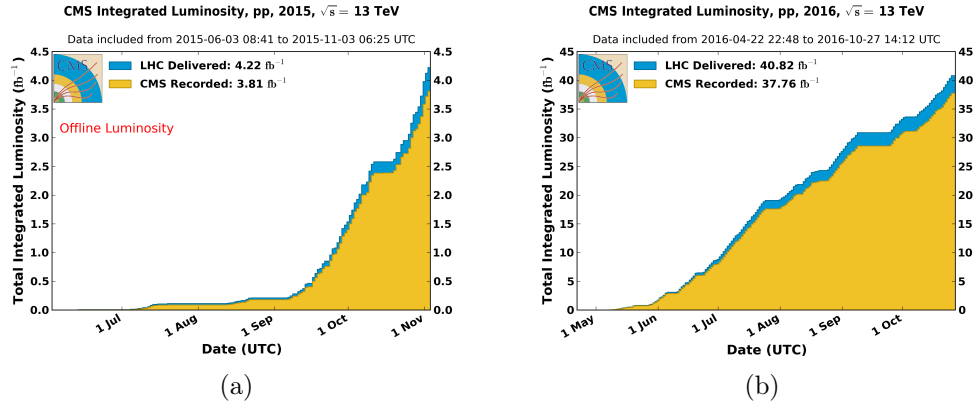 CMS Integrated Luminosity, pp, 2015, √s = 13 TeV
Data included from 2015-06-03 08:41 to 2015-11-03 06:25 UTC
CMS
LHC Delivered: 4.22 fb⁻¹
CMS Recorded: 3.81 fb⁻¹
Offline Luminosity
Total Integrated Luminosity (fb⁻¹)
4.5
4.0
3.5
3.0
2.5
2.0
1.5
1.0
0.5
0.0
4.5
4.0
3.5
3.0
2.5
2.0
1.5
1.0
0.5
0.0
1 Jul
1 Aug
1 Sep
1 Oct
1 Nov
Date (UTC)
(a)
CMS Integrated Luminosity, pp, 2016, √s = 13 TeV
Data included from 2016-04-22 22:48 to 2016-10-27 14:12 UTC
CMS
LHC Delivered: 40.82 fb⁻¹
CMS Recorded: 37.76 fb⁻¹
Total Integrated Luminosity (fb⁻¹)
45
40
35
30
25
20
15
10
5
0
45
40
35
30
25
20
15
10
5
0
1 May
1 Jun
1 Jul
1 Aug
1 Sep
1 Oct
Date (UTC)
(b)